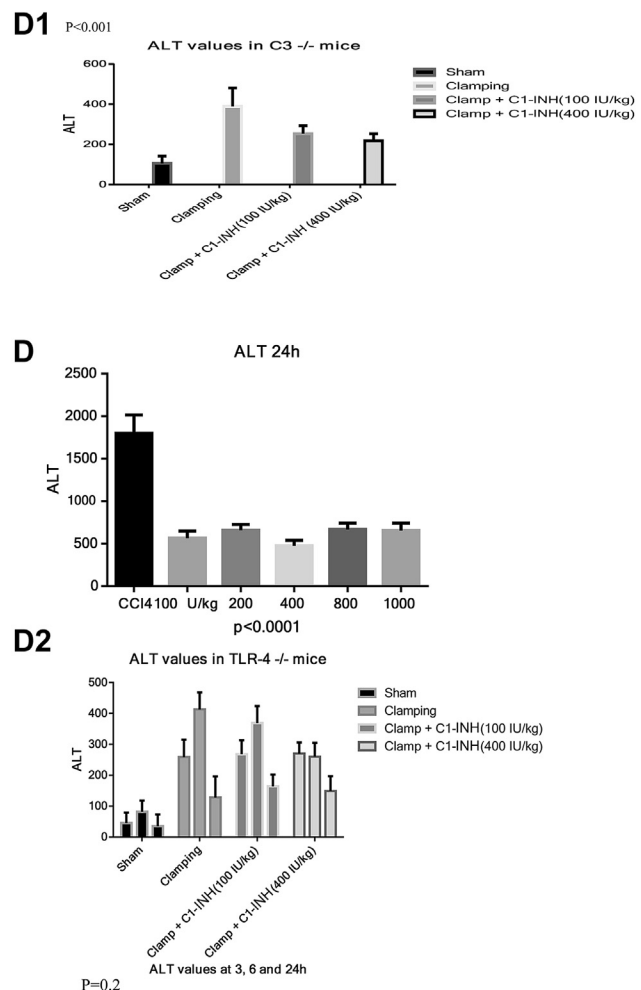 D1
P<0.001
ALT values in C3 -/- mice
600
400
200
0
ALT
Sham
Clamping
Clamp + C1-INH(100 IU/kg)
Clamp + C1-INH (400 IU/kg)
Sham
Clamping
Clamp + C1-INH(100 IU/kg)
Clamp + C1-INH(400 IU/kg)
D
ALT 24h
2500
2000
1500
1000
500
0
ALT
CCl4 100 U/kg 200 400 800 1000
p<0.0001
D2
ALT values in TLR-4 -/- mice
500
400
300
200
100
0
ALT
Sham
Clamping
Clamp + C1-INH(100 IU/kg)
Clamp + C1-INH(400 IU/kg)
Sham
Clamping
Clamp + C1-INH(100 IU/kg)
Clamp + C1-INH(400 IU/kg)
ALT values at 3, 6 and 24h
P=0.2